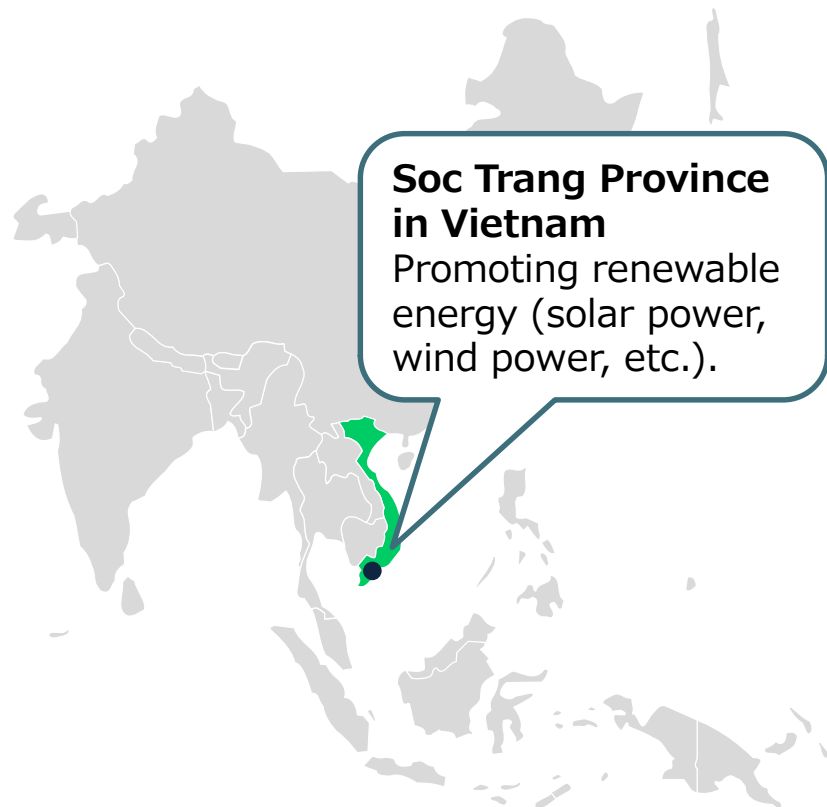 Soc Trang Province
in Vietnam
Promoting renewable
energy (solar power,
wind power, etc.).